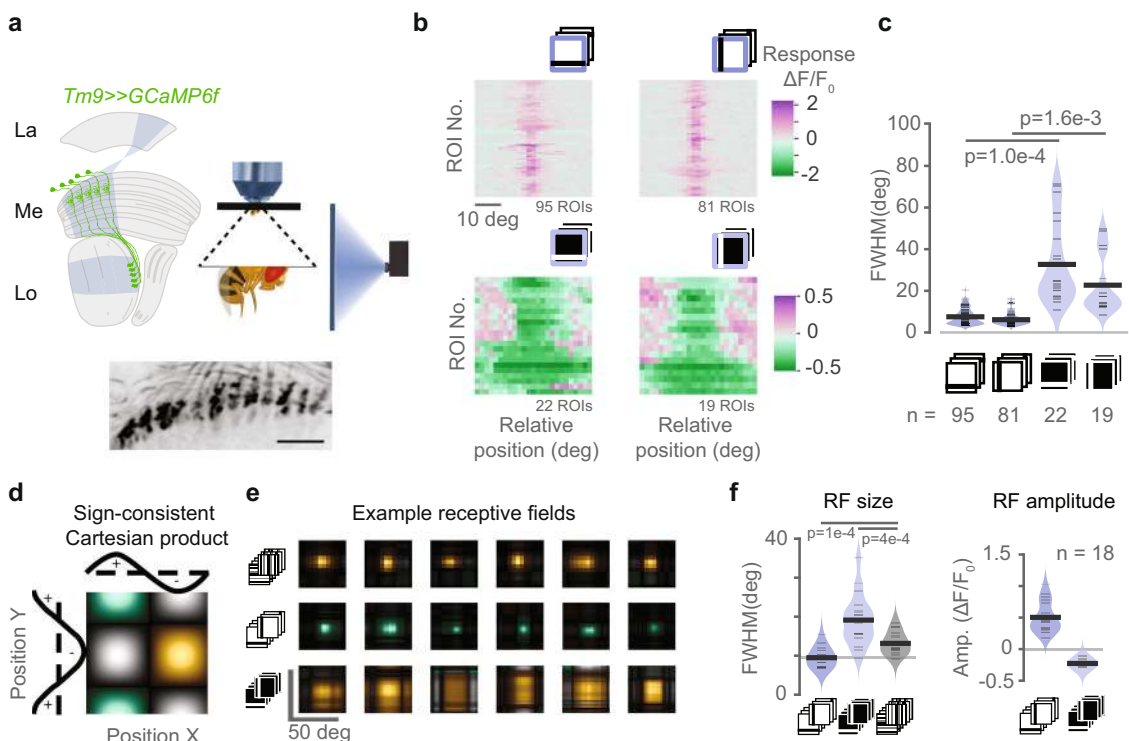 a
Tm9>>GCaMP6f
La
Me
Lo
b
Response
ΔF/F0
ROI No.
2
0
-2
10 deg
95 ROIs
81 ROIs
ROI No.
0.5
0
-0.5
22 ROIs
19 ROIs
Relative
position (deg)
Relative
position (deg)
c
p=1.6e-3
p=1.0e-4
FWHM(deg)
100
80
60
40
20
0
n =
95
81
22
19
d
Sign-consistent
Cartesian product
+
-
Position Y
+
-
+
Position X
e
Example receptive fields
50 deg
f
RF size
p=1e-4
p=4e-4
FWHM(deg)
40
20
0
RF amplitude
n = 18
Amp. (ΔF/F0)
1.5
0
-0.5